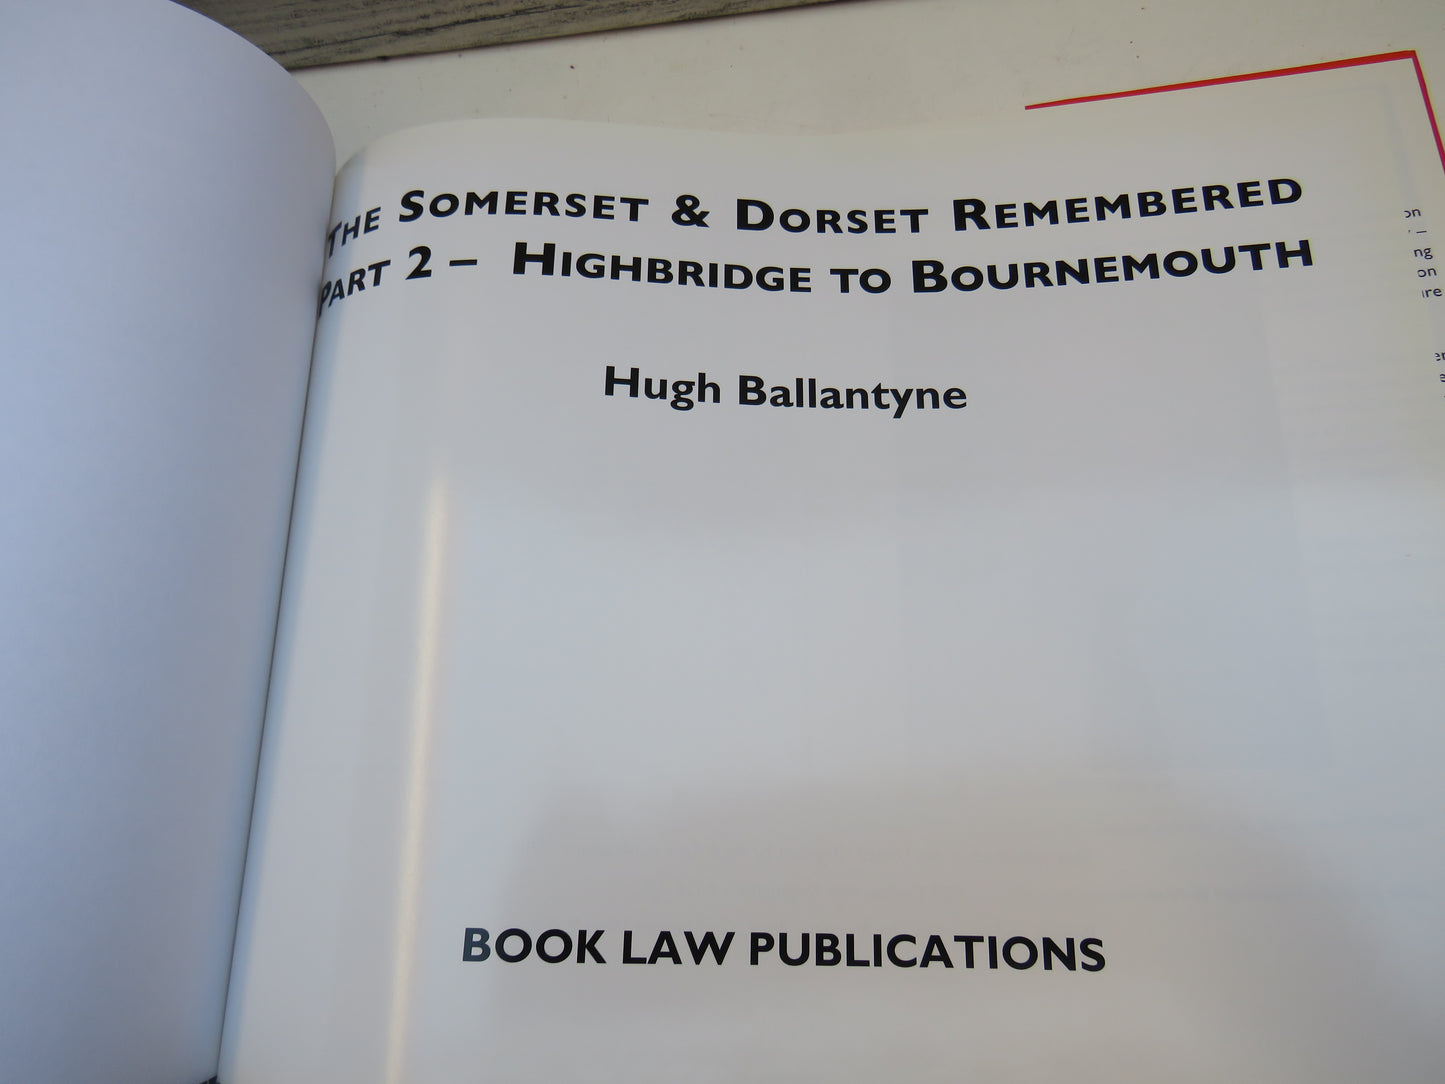 THE SOMERSET & DORSET REMEMBERED
PART 2 – HIGHBRIDGE TO BOURNEMOUTH
Hugh Ballantyne
BOOK LAW PUBLICATIONS